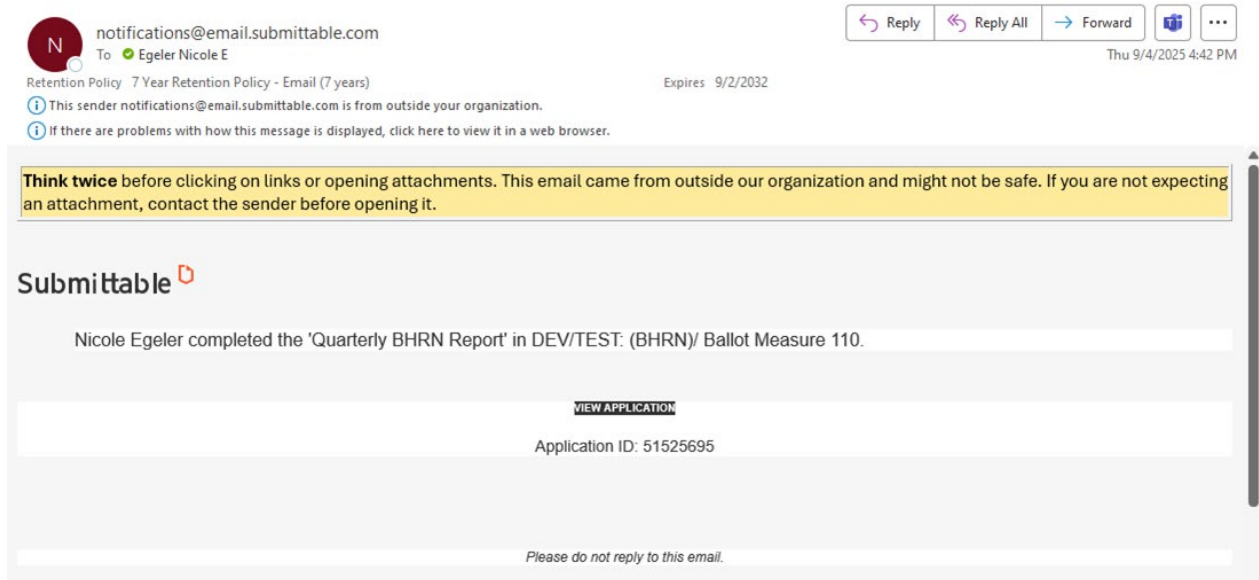 N
notifications@email.submittable.com
To Egeler Nicole E
Reply
Reply All
Forward
Thu 9/4/2025 4:42 PM
Retention Policy 7 Year Retention Policy - Email (7 years)
Expires 9/2/2032
This sender notifications@email.submittable.com is from outside your organization.
If there are problems with how this message is displayed, click here to view it in a web browser.
Think twice before clicking on links or opening attachments. This email came from outside our organization and might not be safe. If you are not expecting
an attachment, contact the sender before opening it.
Submittable
Nicole Egeler completed the 'Quarterly BHRN Report' in DEV/TEST: (BHRN)/ Ballot Measure 110.
VIEW APPLICATION
Application ID: 51525695
Please do not reply to this email.